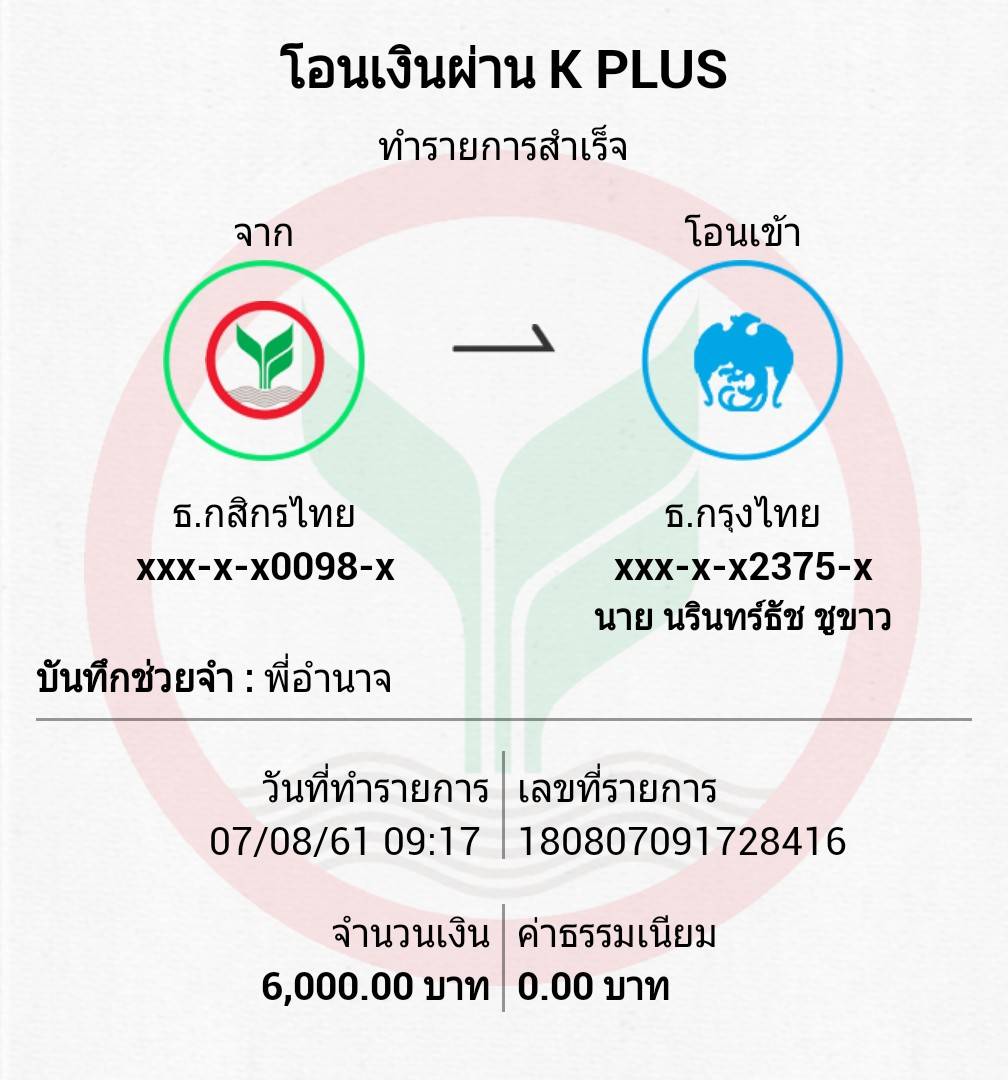 โอนเงินผ่าน K PLUS
ทำรายการสำเร็จ
จาก
โอนเข้า
ธ.กสิกรไทย
xxx-x-x0098-x
ธ.กรุงไทย
xxx-x-x2375-x
นาย นรินทร์ธัช ชูขาว
บันทึกช่วยจำ : พี่อำนาจ
วันที่ทำรายการ
07/08/61 09:17
เลขที่รายการ
180807091728416
จำนวนเงิน
6,000.00 บาท
ค่าธรรมเนียม
0.00 บาท